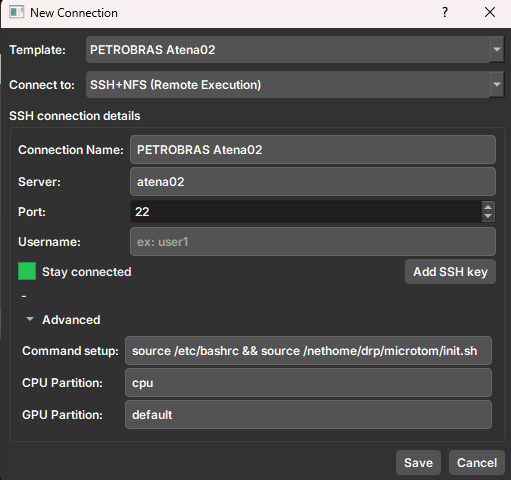 New Connection
?
Template: PETROBRAS Atena02
Connect to: SSH+NFS (Remote Execution)
SSH connection details
Connection Name: PETROBRAS Atena02
Server: atena02
Port: 22
Username: ex: user1
Stay connected Add SSH key
-
Advanced
Command setup: source /etc/bashrc && source /nethome/drp/microtom/init.sh
CPU Partition: cpu
GPU Partition: default
Save Cancel